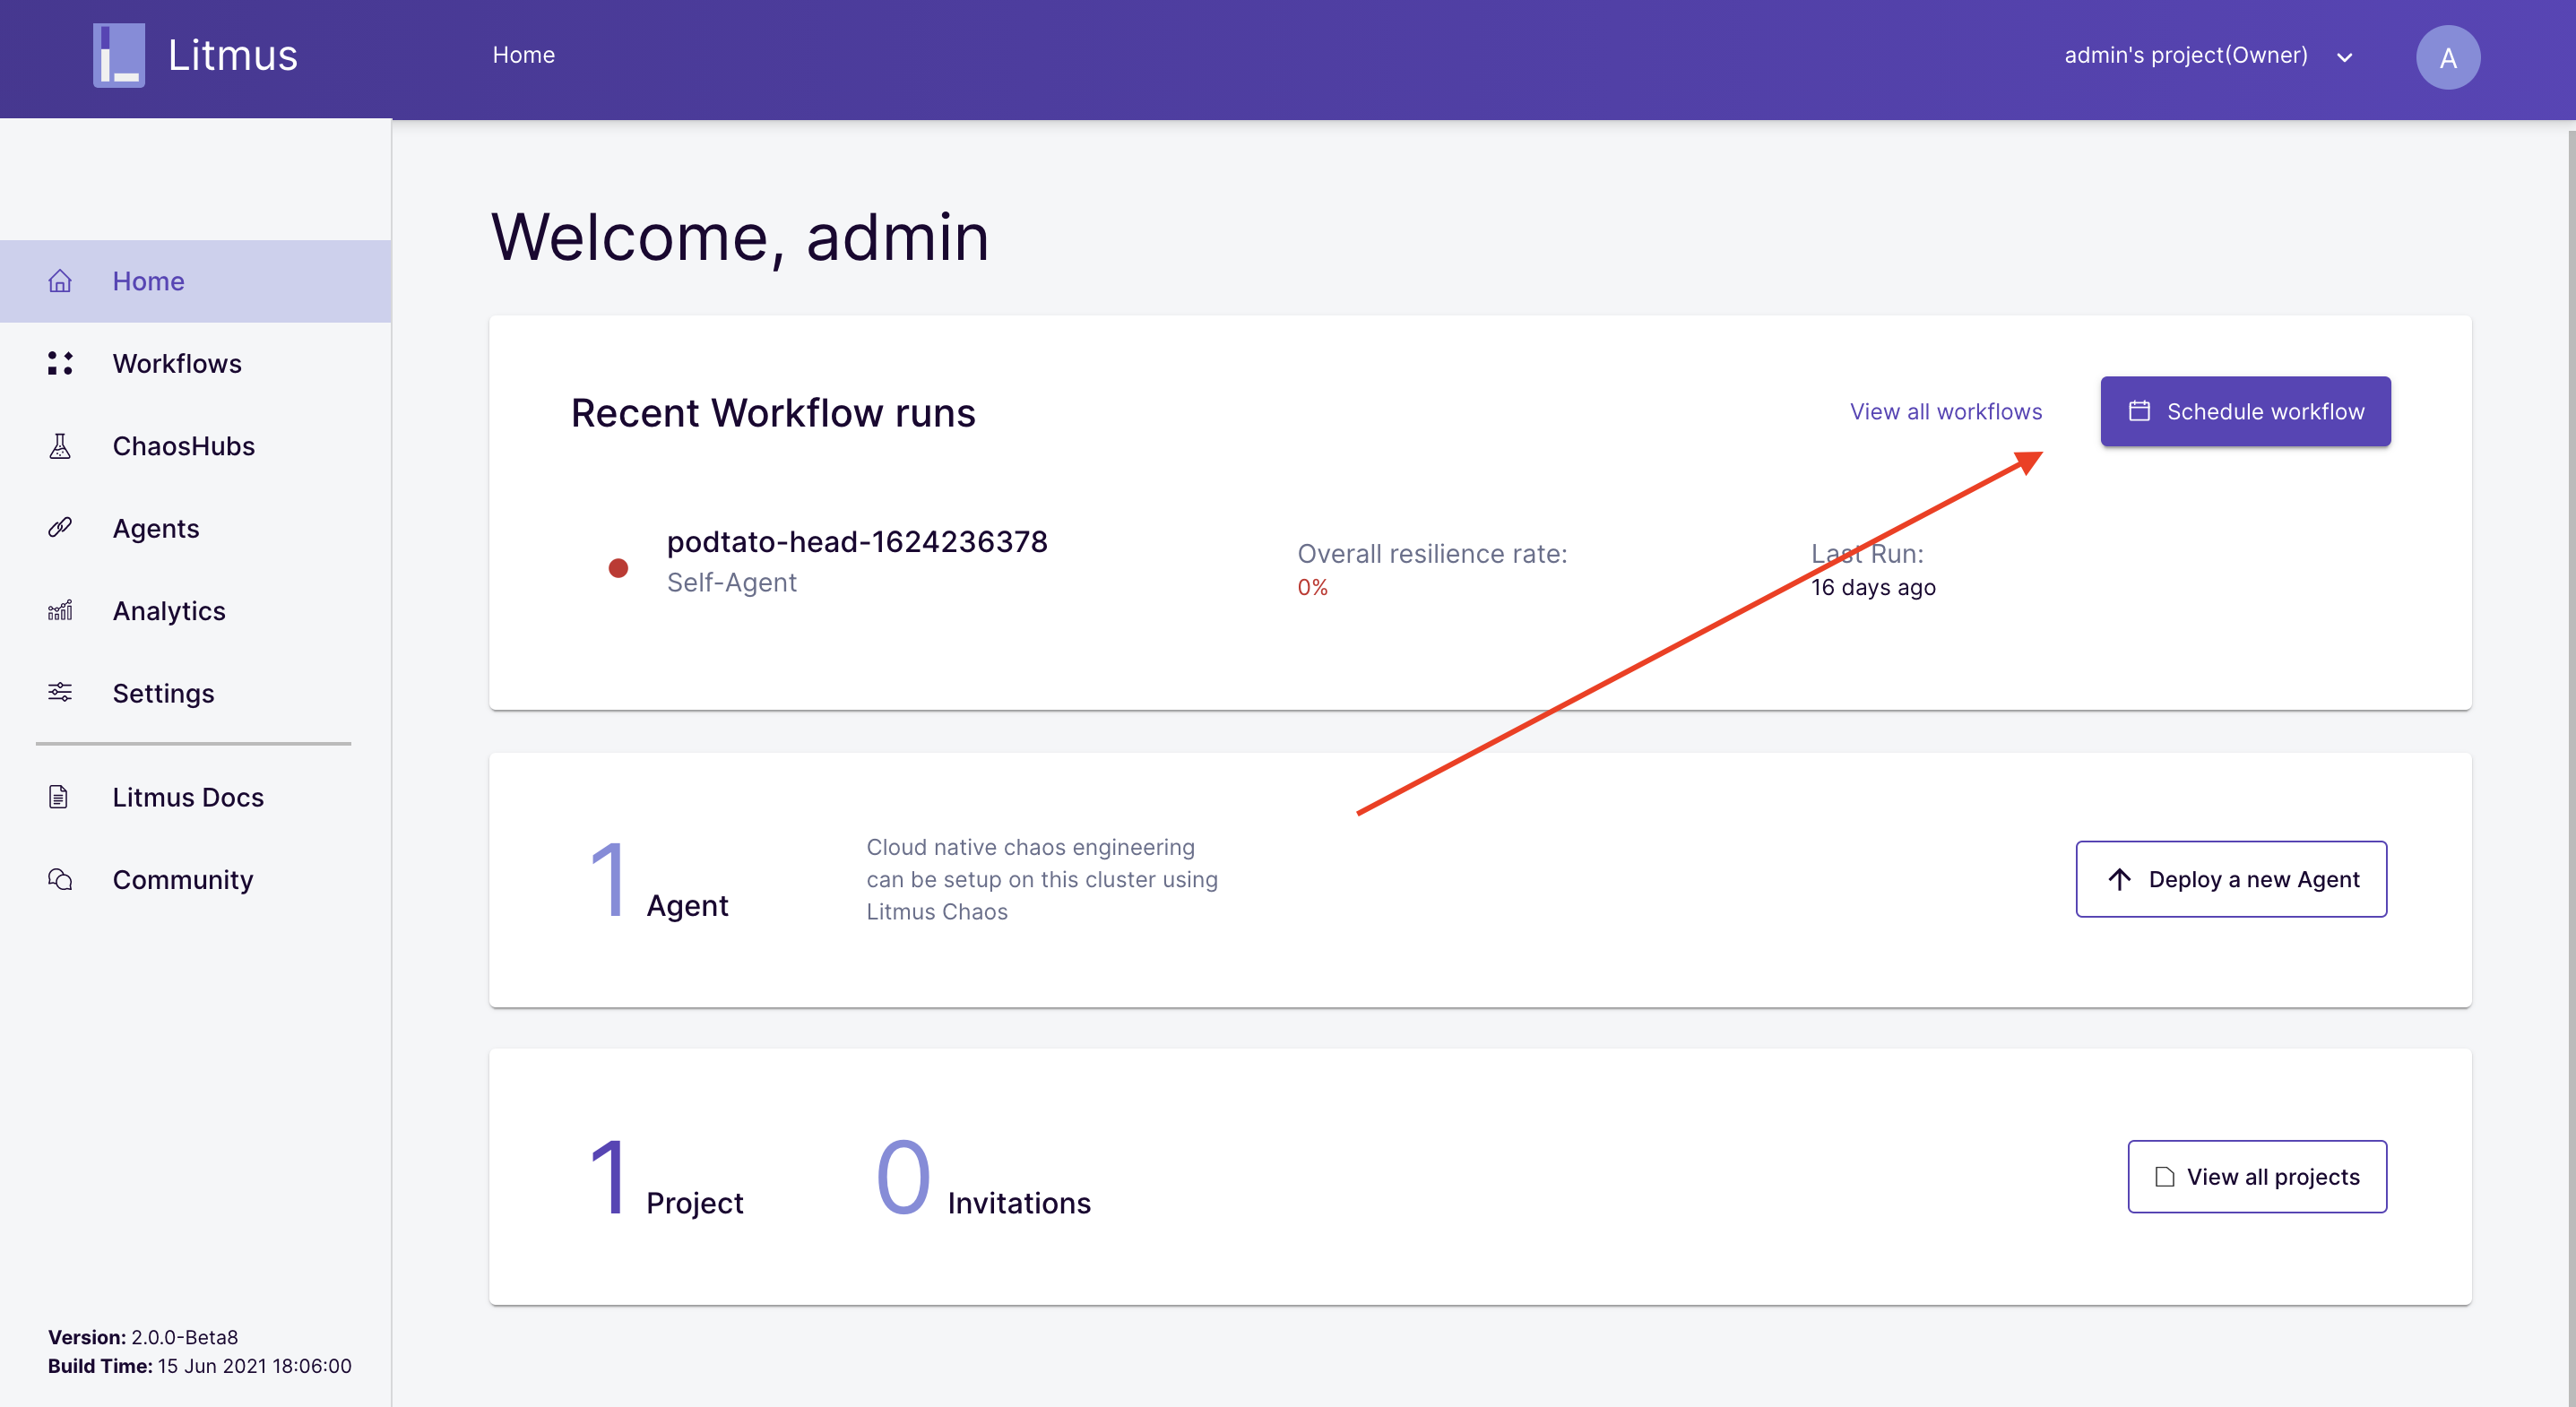 Litmus
Home
admin's project(Owner)
A
Home
Workflows
ChaosHubs
Agents
Analytics
Settings
Litmus Docs
Community
Version: 2.0.0-Beta8
Build Time: 15 Jun 2021 18:06:00
Welcome, admin
Recent Workflow runs
View all workflows
Schedule workflow
podtato-head-1624236378
Self-Agent
Overall resilience rate:
0%
Last Run:
16 days ago
1 Agent
Cloud native chaos engineering
can be setup on this cluster using
Litmus Chaos
Deploy a new Agent
1 Project
0 Invitations
View all projects